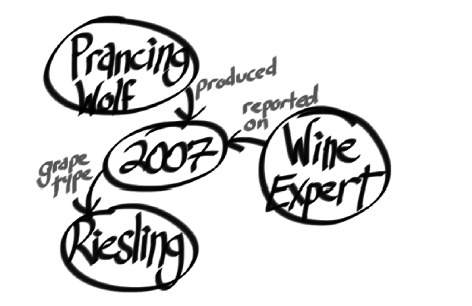 Prancing
Wolf
produced
reported
on
2007
Wine
Expert
grape
type
Riesling